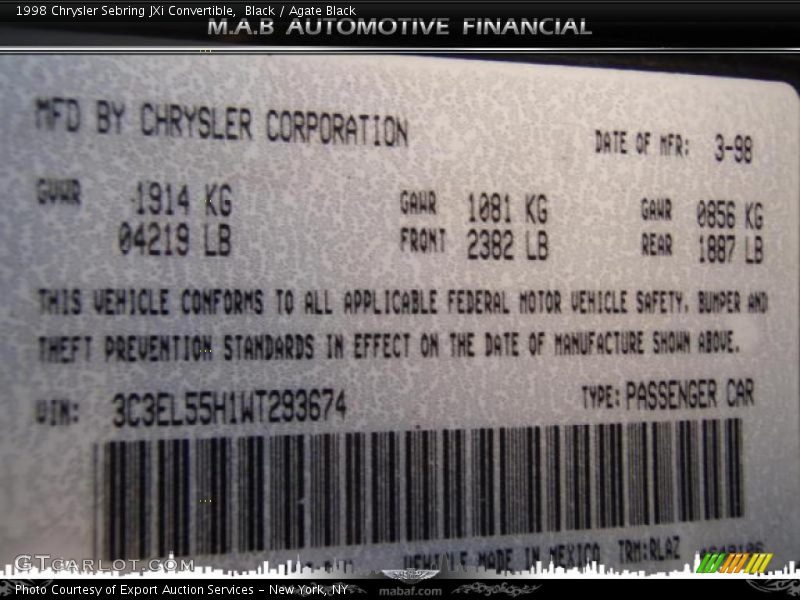 1998 Chrysler Sebring JXi Convertible, Black / Agate Black
M.A.B AUTOMOTIVE FINANCIAL
MFD BY CHRYSLER CORPORATION
DATE OF MFR: 3-98
GVWR 1914 KG GAWR 1081 KG GAWR 0856 KG
04219 LB FRONT 2382 LB REAR 1887 LB
THIS VEHICLE CONFORMS TO ALL APPLICABLE FEDERAL MOTOR VEHICLE SAFETY, BUMPER AND
THEFT PREVENTION STANDARDS IN EFFECT ON THE DATE OF MANUFACTURE SHOWN ABOVE.
VIN: 3C3EL55H1WT293674 TYPE: PASSENGER CAR
VEHICLE MADE IN MEXICO TRM:RLAZ
GTCARLOT.COM
Photo Courtesy of Export Auction Services - New York, NY
mabaf.com